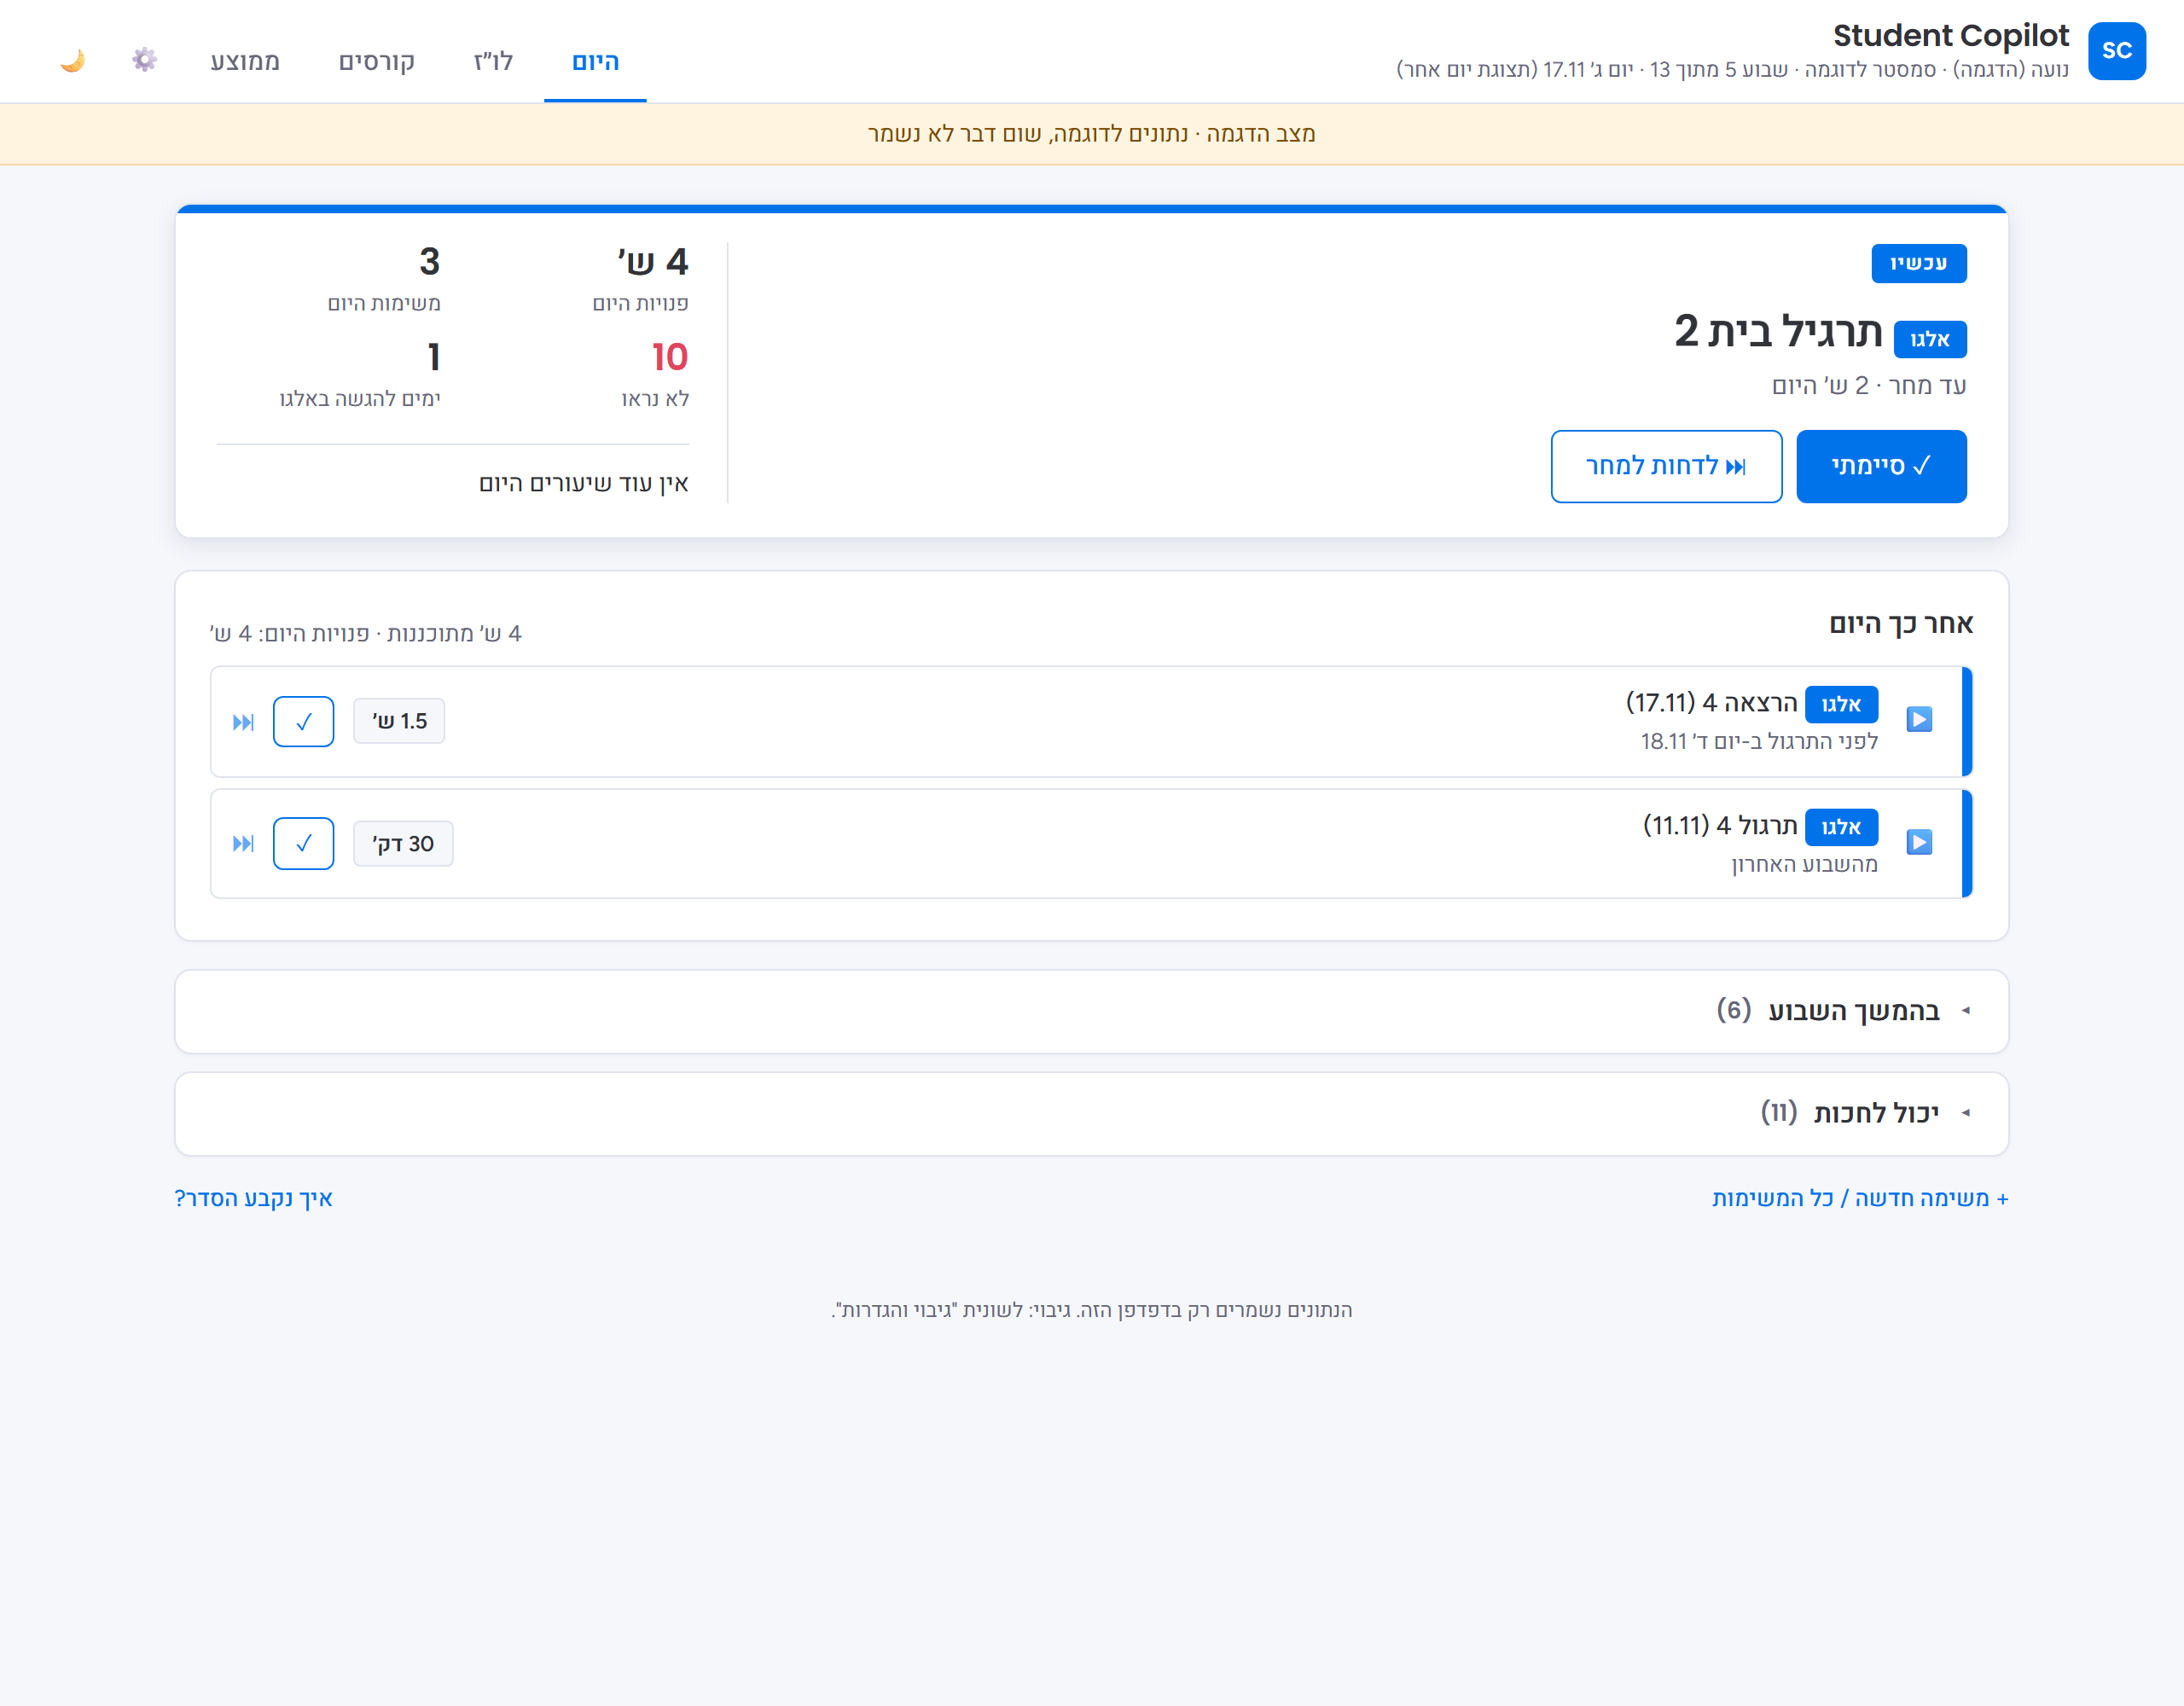 SC
Student Copilot
נועה (הדגמה) · סמסטר לדוגמה · שבוע 5 מתוך 13 · יום ג׳ 17.11 (תצוגת יום אחר)
היום
לו״ז
קורסים
ממוצע
מצב הדגמה · נתונים לדוגמה, שום דבר לא נשמר
עכשיו
אלגו תרגיל בית 2
עד מחר · 2 ש׳ היום
✓ סיימתי
⏭ לדחות למחר
4 ש׳
פנויות היום
3
משימות היום
10
לא נראו
1
ימים להגשה באלגו
אין עוד שיעורים היום
אחר כך היום
4 ש׳ מתוכננות · פנויות היום: 4 ש׳
אלגו הרצאה 4 (17.11)
לפני התרגול ב-יום ד׳ 18.11
1.5 ש׳
✓
אלגו תרגול 4 (11.11)
מהשבוע האחרון
30 דק׳
✓
בהמשך השבוע (6)
יכול לחכות (11)
+ משימה חדשה / כל המשימות
איך נקבע הסדר?
הנתונים נשמרים רק בדפדפן הזה. גיבוי: לשונית "גיבוי והגדרות".